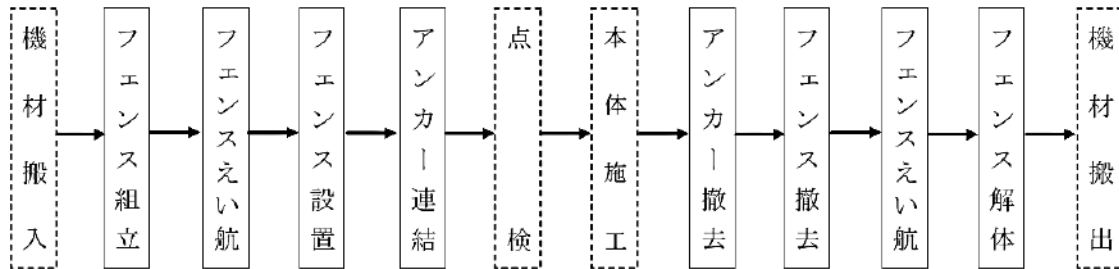 機材搬入
フェンス組立
フェンスえい航
フェンス設置
アンカー連結
点検
本体施工
アンカー撤去
フェンス撤去
フェンスえい航
フェンス解体
機材搬出